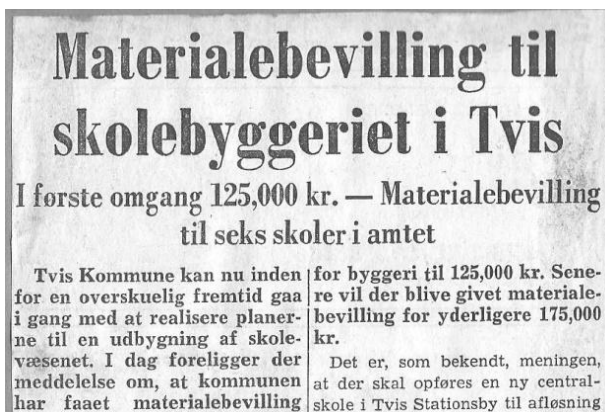 Materialebevilling til
skolebyggeriet i Tvis
I første omgang 125,000 kr. — Materialebevilling
til seks skoler i amtet
Tvis Kommune kan nu inden
for en overskuelig fremtid gaa
i gang med at realisere planer-
ne til en udbygning af skole-
væsenet. I dag foreligger der
meddelelse om, at kommunen
har faaet materialebevilling
for byggeri til 125,000 kr. Sene-
re vil der blive givet materiale-
bevilling for yderligere 175,000
kr.
Det er, som bekendt, meningen,
at der skal opføres en ny central-
skole i Tvis Stationsby til afløsning